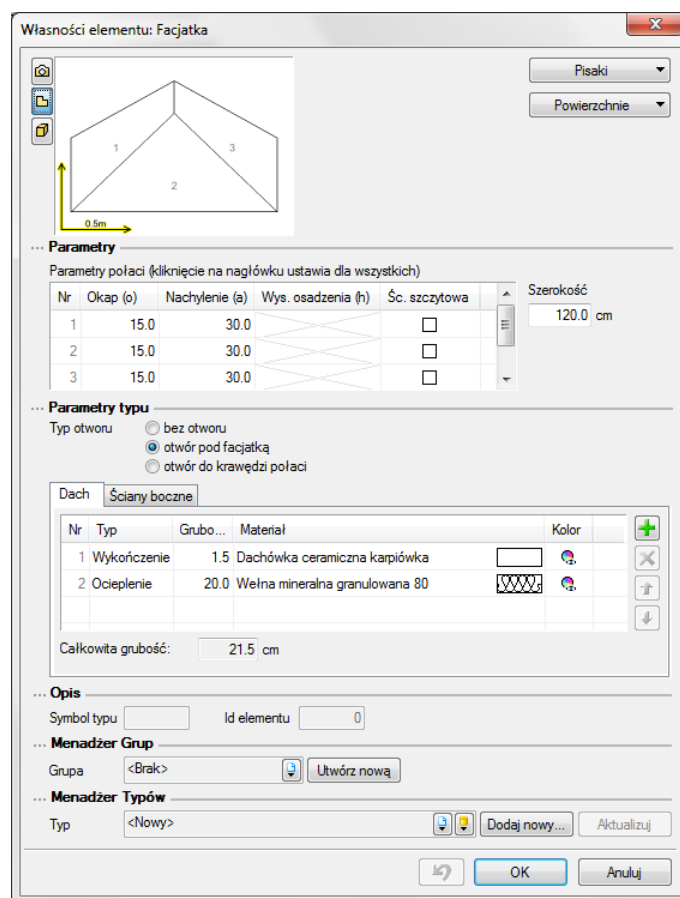 Własności elementu: Facjatka
Pisaki
Powierzchnie
1
3
2
0.5m
... Parametry
Parametry połaci (kliknięcie na nagłówku ustawia dla wszystkich)
Szerokość
120.0 cm
Nr Okap (o) Nachylenie (a) Wys. osadzenia (h) Śc. szczytowa
1 15.0 30.0
2 15.0 30.0
3 15.0 30.0
... Parametry typu
Typ otworu bez otworu
otwór pod facjatką
otwór do krawędzi połaci
Dach Ściany boczne
Nr Typ Grubo... Materiał Kolor
1 Wykończenie 1.5 Dachówka ceramiczna karpiówka
2 Ocieplenie 20.0 Wełna mineralna granulowana 80
Całkowita grubość: 21.5 cm
... Opis
Symbol typu Id elementu 0
... Menadżer Grup
Grupa <Brak> Utwórz nową
... Menadżer Typów
Typ <Nowy> Dodaj nowy... Aktualizuj
OK Anuluj